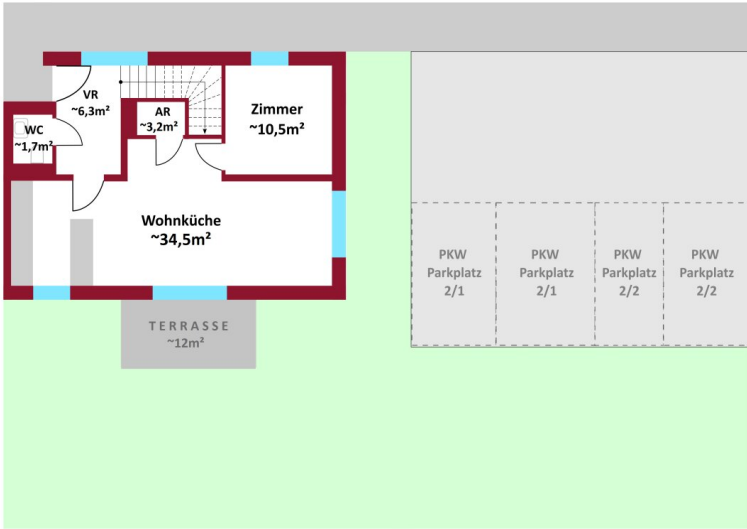 VR
~6,3m²
AR
~3,2m²
Zimmer
~10,5m²
WC
~1,7m²
Wohnküche
~34,5m²
TERRASSE
~12m²
PKW
Parkplatz
2/1
PKW
Parkplatz
2/1
PKW
Parkplatz
2/2
PKW
Parkplatz
2/2